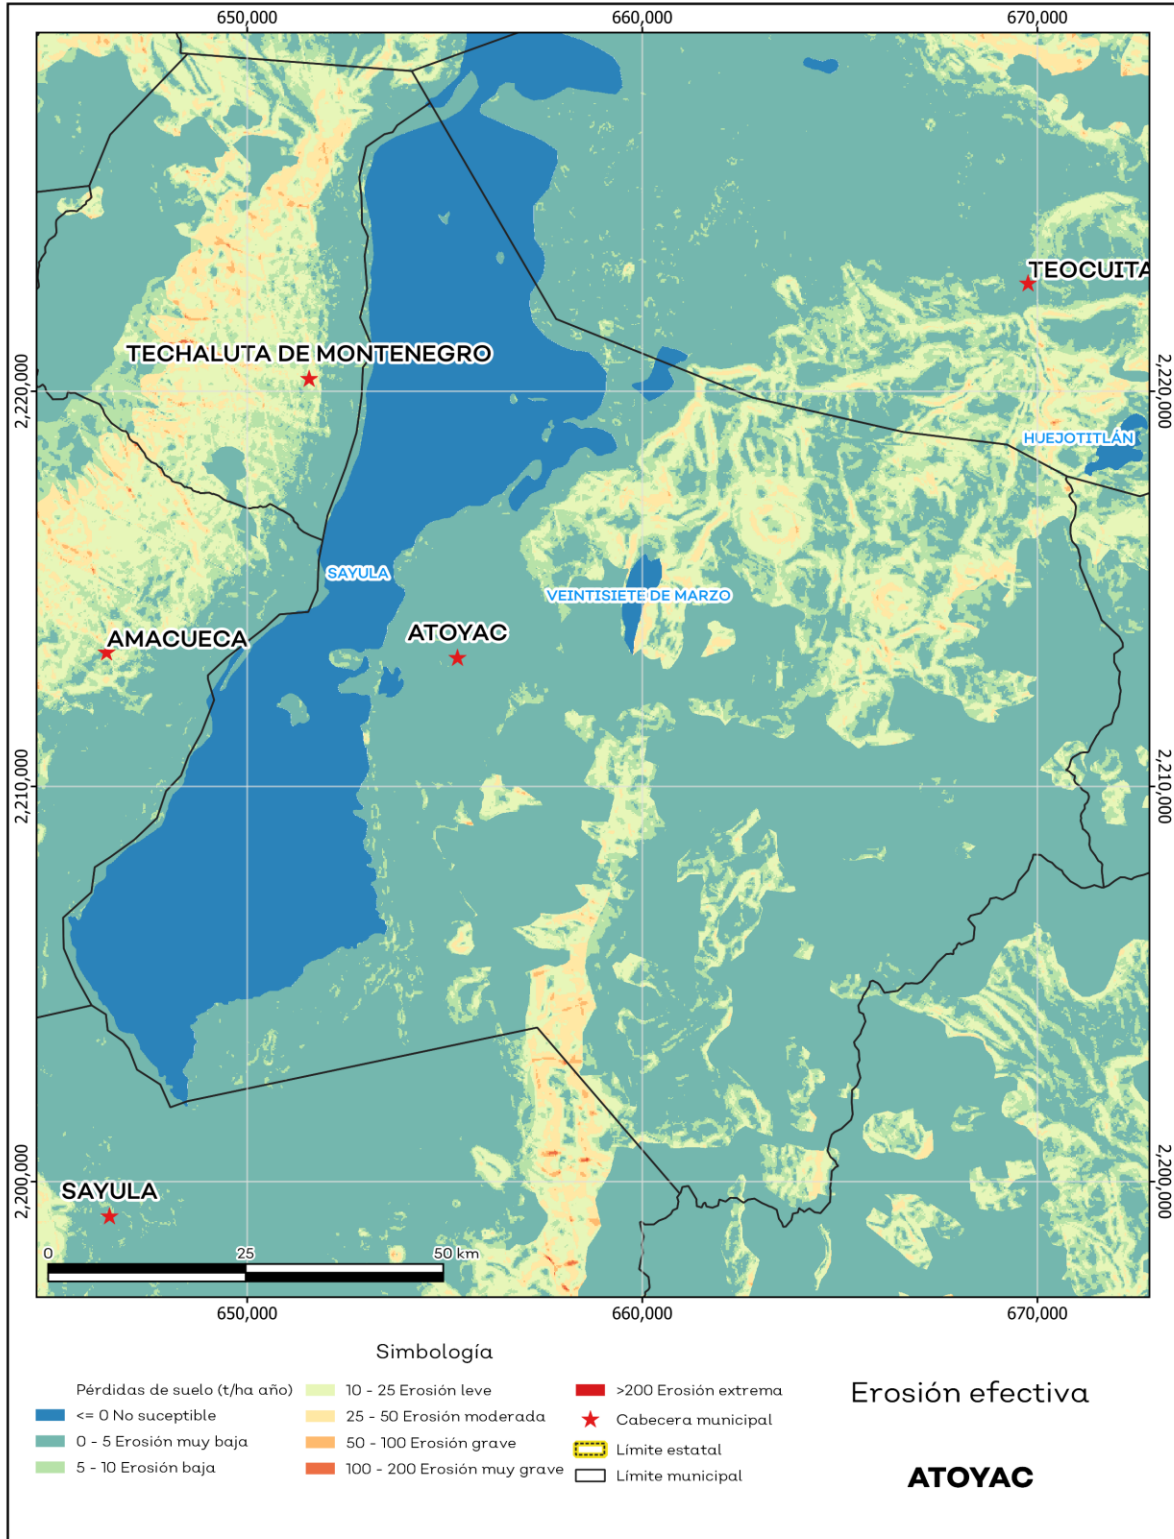 650,000
660,000
670,000
TEOCUITA
TECHALUTA DE MONTENEGRO
2,220,000
2,220,000
HUEJOTITLÁN
SAYULA
VEINTISIETE DE MARZO
ATOYAC
AMACUECA
2,210,000
2,210,000
2,200,000
2,200,000
SAYULA
0 25 50 km
650,000
660,000
670,000
Simbología
Pérdidas de suelo (t/ha año)
<= 0 No suceptible
0 - 5 Erosión muy baja
5 - 10 Erosión baja
10 - 25 Erosión leve
25 - 50 Erosión moderada
50 - 100 Erosión grave
100 - 200 Erosión muy grave
>200 Erosión extrema
Cabecera municipal
Límite estatal
Límite municipal
Erosión efectiva
ATOYAC